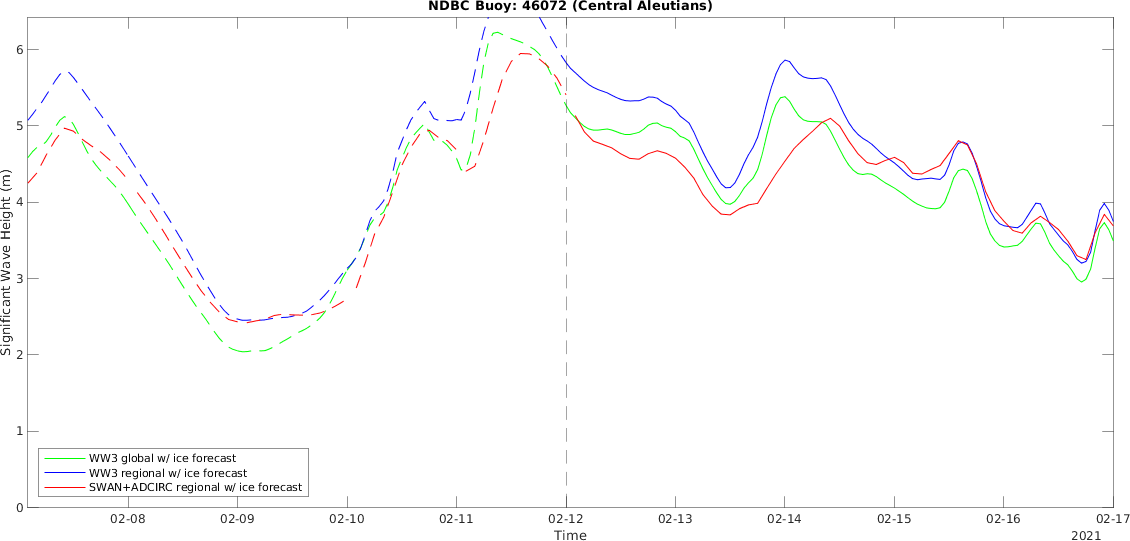 NDBC Buoy: 46072 (Central Aleutians)
6
5
4
3
2
1
0
Significant Wave Height (m)
WW3 global w/ ice forecast
WW3 regional w/ ice forecast
SWAN+ADCIRC regional w/ ice forecast
02-08 02-09 02-10 02-11 02-12 02-13 02-14 02-15 02-16 02-17
Time
2021